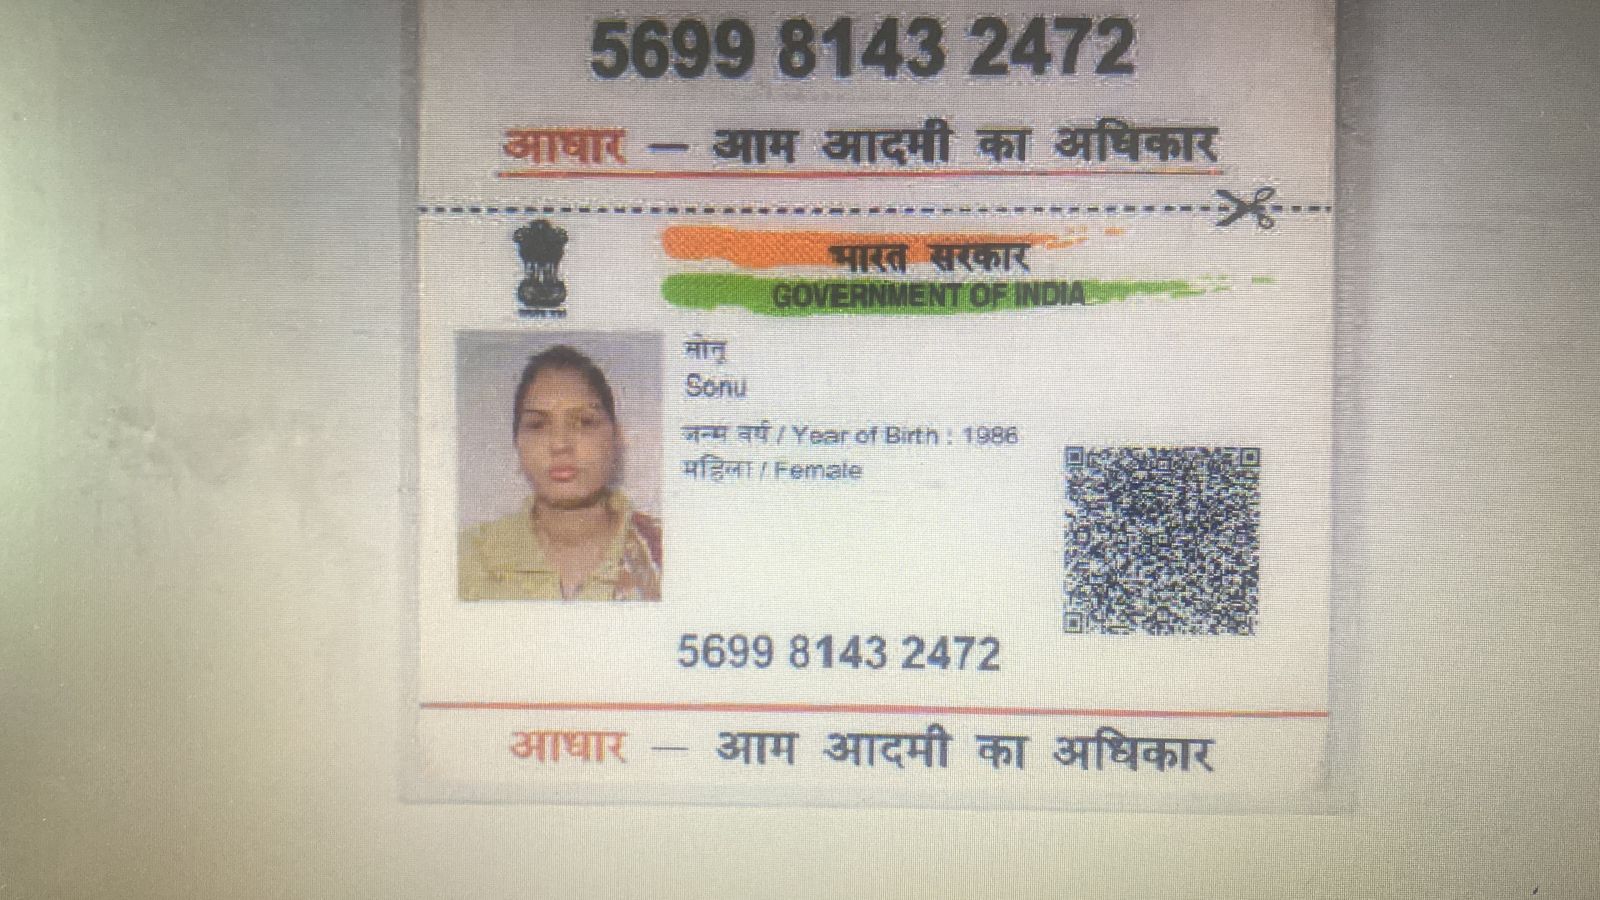 5699 8143 2472
आधार — आम आदमी का अधिकार
भारत सरकार
GOVERNMENT OF INDIA
सोनू
Sonu
जन्म वर्ष / Year of Birth : 1986
महिला / Female
5699 8143 2472
आधार — आम आदमी का अधिकार